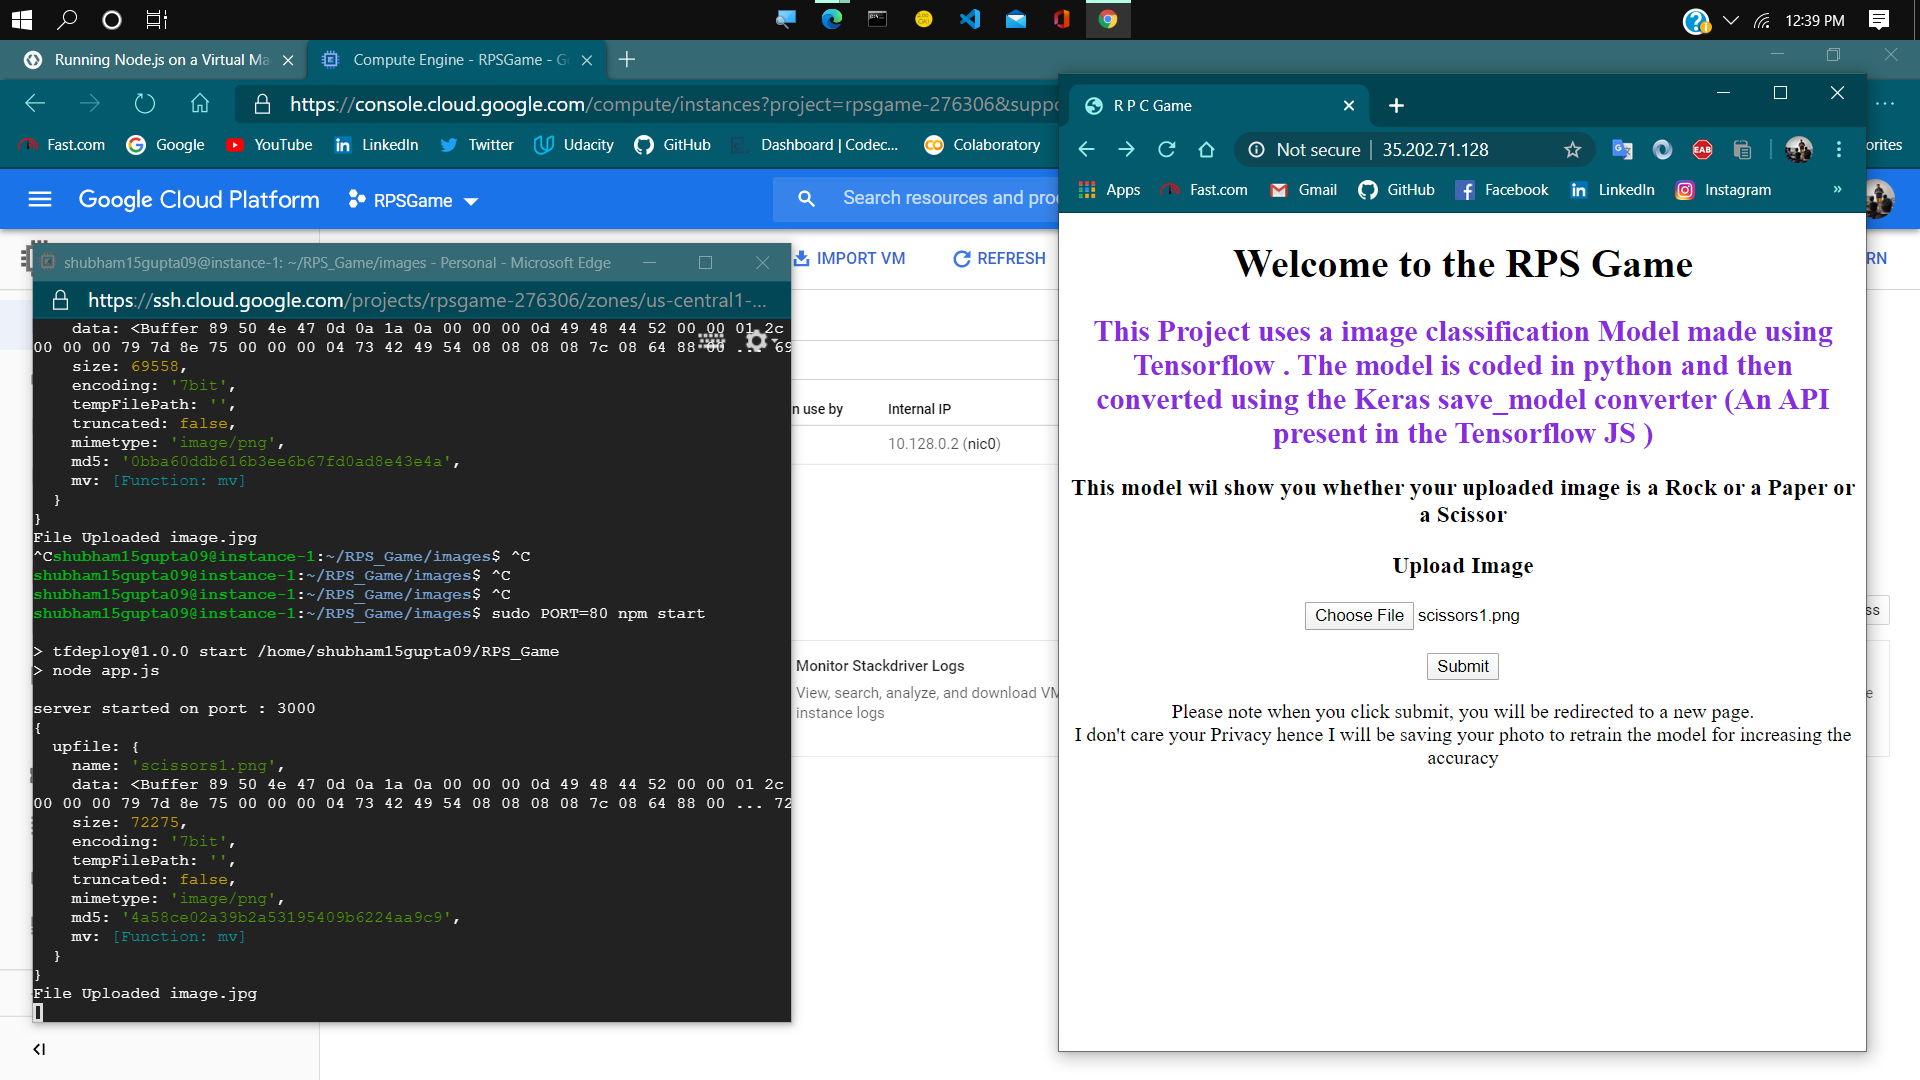 12:39 PM
Running Node.js on a Virtual Ma
Compute Engine - RPSGame - G
https://console.cloud.google.com/compute/instances?project=rpsgame-276306&suppo
Fast.com Google YouTube LinkedIn Twitter Udacity GitHub Dashboard | Codec... Colaboratory
orites
Google Cloud Platform RPSGame Search resources and pro
IMPORT VM REFRESH
RN
n use by Internal IP
10.128.0.2 (nic0)
ss
Monitor Stackdriver Logs
View, search, analyze, and download VM
instance logs
e
shubham15gupta09@instance-1: ~/RPS_Game/images - Personal - Microsoft Edge
https://ssh.cloud.google.com/projects/rpsgame-276306/zones/us-central1-...
data: <Buffer 89 50 4e 47 0d 0a 1a 0a 00 00 00 0d 49 48 44 52 00 00 01 2c
00 00 00 79 7d 8e 75 00 00 00 04 73 42 49 54 08 08 08 08 7c 08 64 88 00 ... 69
size: 69558,
encoding: '7bit',
tempFilePath: '',
truncated: false,
mimetype: 'image/png',
md5: '0bba60ddb616b3ee6b67fd0ad8e43e4a',
mv: [Function: mv]
}
}
File Uploaded image.jpg
^Cshubham15gupta09@instance-1:~/RPS_Game/images$ ^C
shubham15gupta09@instance-1:~/RPS_Game/images$ ^C
shubham15gupta09@instance-1:~/RPS_Game/images$ ^C
shubham15gupta09@instance-1:~/RPS_Game/images$ sudo PORT=80 npm start
> tfdeploy@1.0.0 start /home/shubham15gupta09/RPS_Game
> node app.js
server started on port : 3000
{
upfile: {
name: 'scissors1.png',
data: <Buffer 89 50 4e 47 0d 0a 1a 0a 00 00 00 0d 49 48 44 52 00 00 01 2c
00 00 00 79 7d 8e 75 00 00 00 04 73 42 49 54 08 08 08 08 7c 08 64 88 00 ... 72
size: 72275,
encoding: '7bit',
tempFilePath: '',
truncated: false,
mimetype: 'image/png',
md5: '4a58ce02a39b2a53195409b6224aa9c9',
mv: [Function: mv]
}
}
File Uploaded image.jpg
R P C Game
Not secure | 35.202.71.128
EAB
Apps Fast.com Gmail GitHub Facebook LinkedIn Instagram »
Welcome to the RPS Game
This Project uses a image classification Model made using
Tensorflow . The model is coded in python and then
converted using the Keras save_model converter (An API
present in the Tensorflow JS )
This model wil show you whether your uploaded image is a Rock or a Paper or
a Scissor
Upload Image
Choose File scissors1.png
Submit
Please note when you click submit, you will be redirected to a new page.
I don't care your Privacy hence I will be saving your photo to retrain the model for increasing the
accuracy